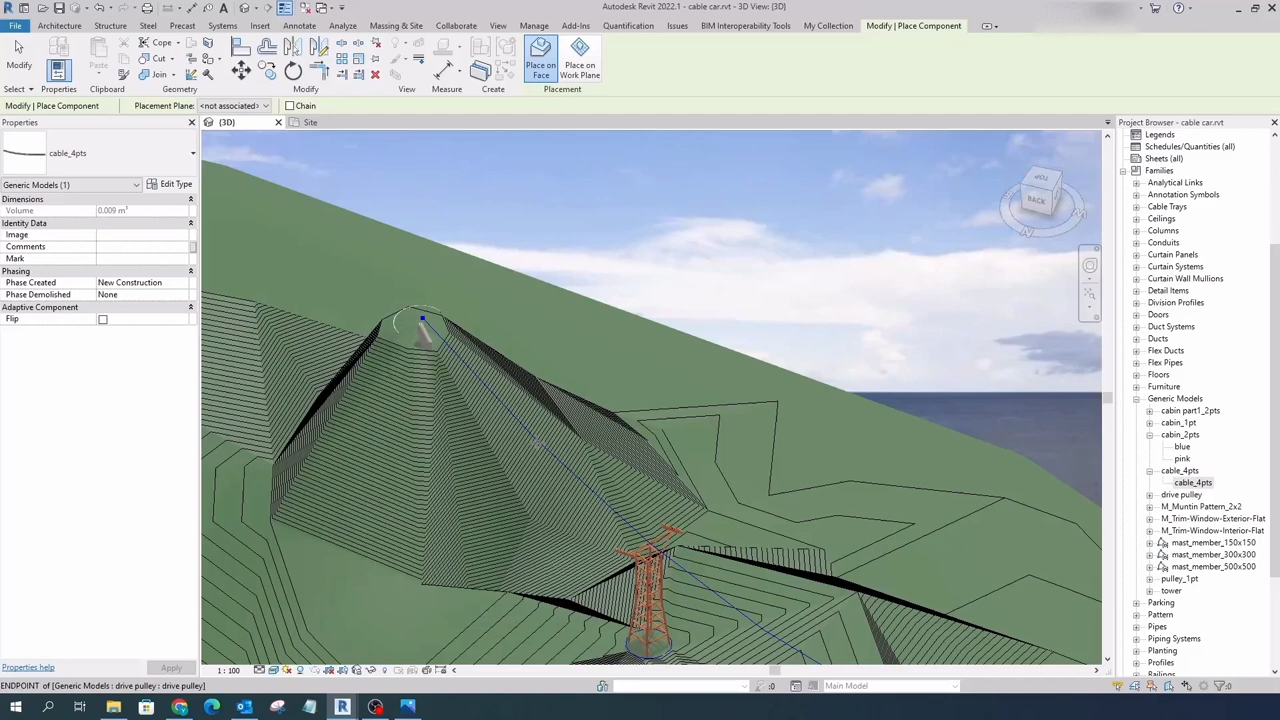 Autodesk Revit 2022.1 - cable car.rvt - 3D View: {3D}
File Architecture Structure Steel Precast Systems Insert Annotate Analyze Massing & Site Collaborate View Manage Add-Ins Quantification Issues BIM Interoperability Tools My Collection Modify | Place Component
Modify Paste Cope Cut Join Place on Face Place on Work Plane
Select Properties Clipboard Geometry Modify View Measure Create Placement
Modify | Place Component Placement Plane: <not associated> Chain
Properties
cable_4pts
Generic Models (1) Edit Type
Dimensions
Volume 0.009 m³
Identity Data
Image
Comments
Mark
Phasing
Phase Created New Construction
Phase Demolished None
Adaptive Component
Flip
Properties help Apply
{3D} Site
TOP
BACK
N
Project Browser - cable car.rvt
Legends
Schedules/Quantities (all)
Sheets (all)
Families
Analytical Links
Annotation Symbols
Cable Trays
Ceilings
Columns
Conduits
Curtain Panels
Curtain Systems
Curtain Wall Mullions
Detail Items
Division Profiles
Doors
Duct Systems
Ducts
Flex Ducts
Flex Pipes
Floors
Furniture
Generic Models
cabin part1_2pts
cabin_1pt
cabin_2pts
blue
pink
cable_4pts
cable_4pts
drive pulley
M_Muntin Pattern_2x2
M_Trim-Window-Exterior-Flat
M_Trim-Window-Interior-Flat
mast_member_150x150
mast_member_300x300
mast_member_500x500
pulley_1pt
tower
Parking
Pattern
Pipes
Piping Systems
Planting
Profiles
Railings
1 : 100
ENDPOINT of [Generic Models : drive pulley : drive pulley] :0 Main Model :0